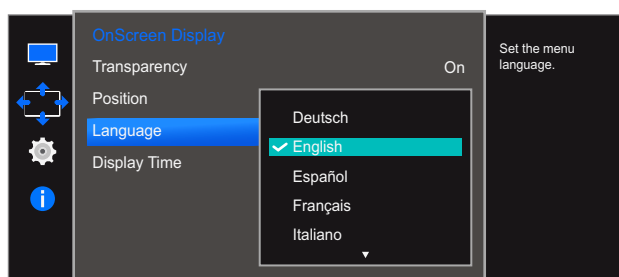 OnScreen Display
Transparency On
Position
Language
Display Time
Deutsch
English
Español
Français
Italiano
Set the menu
language.